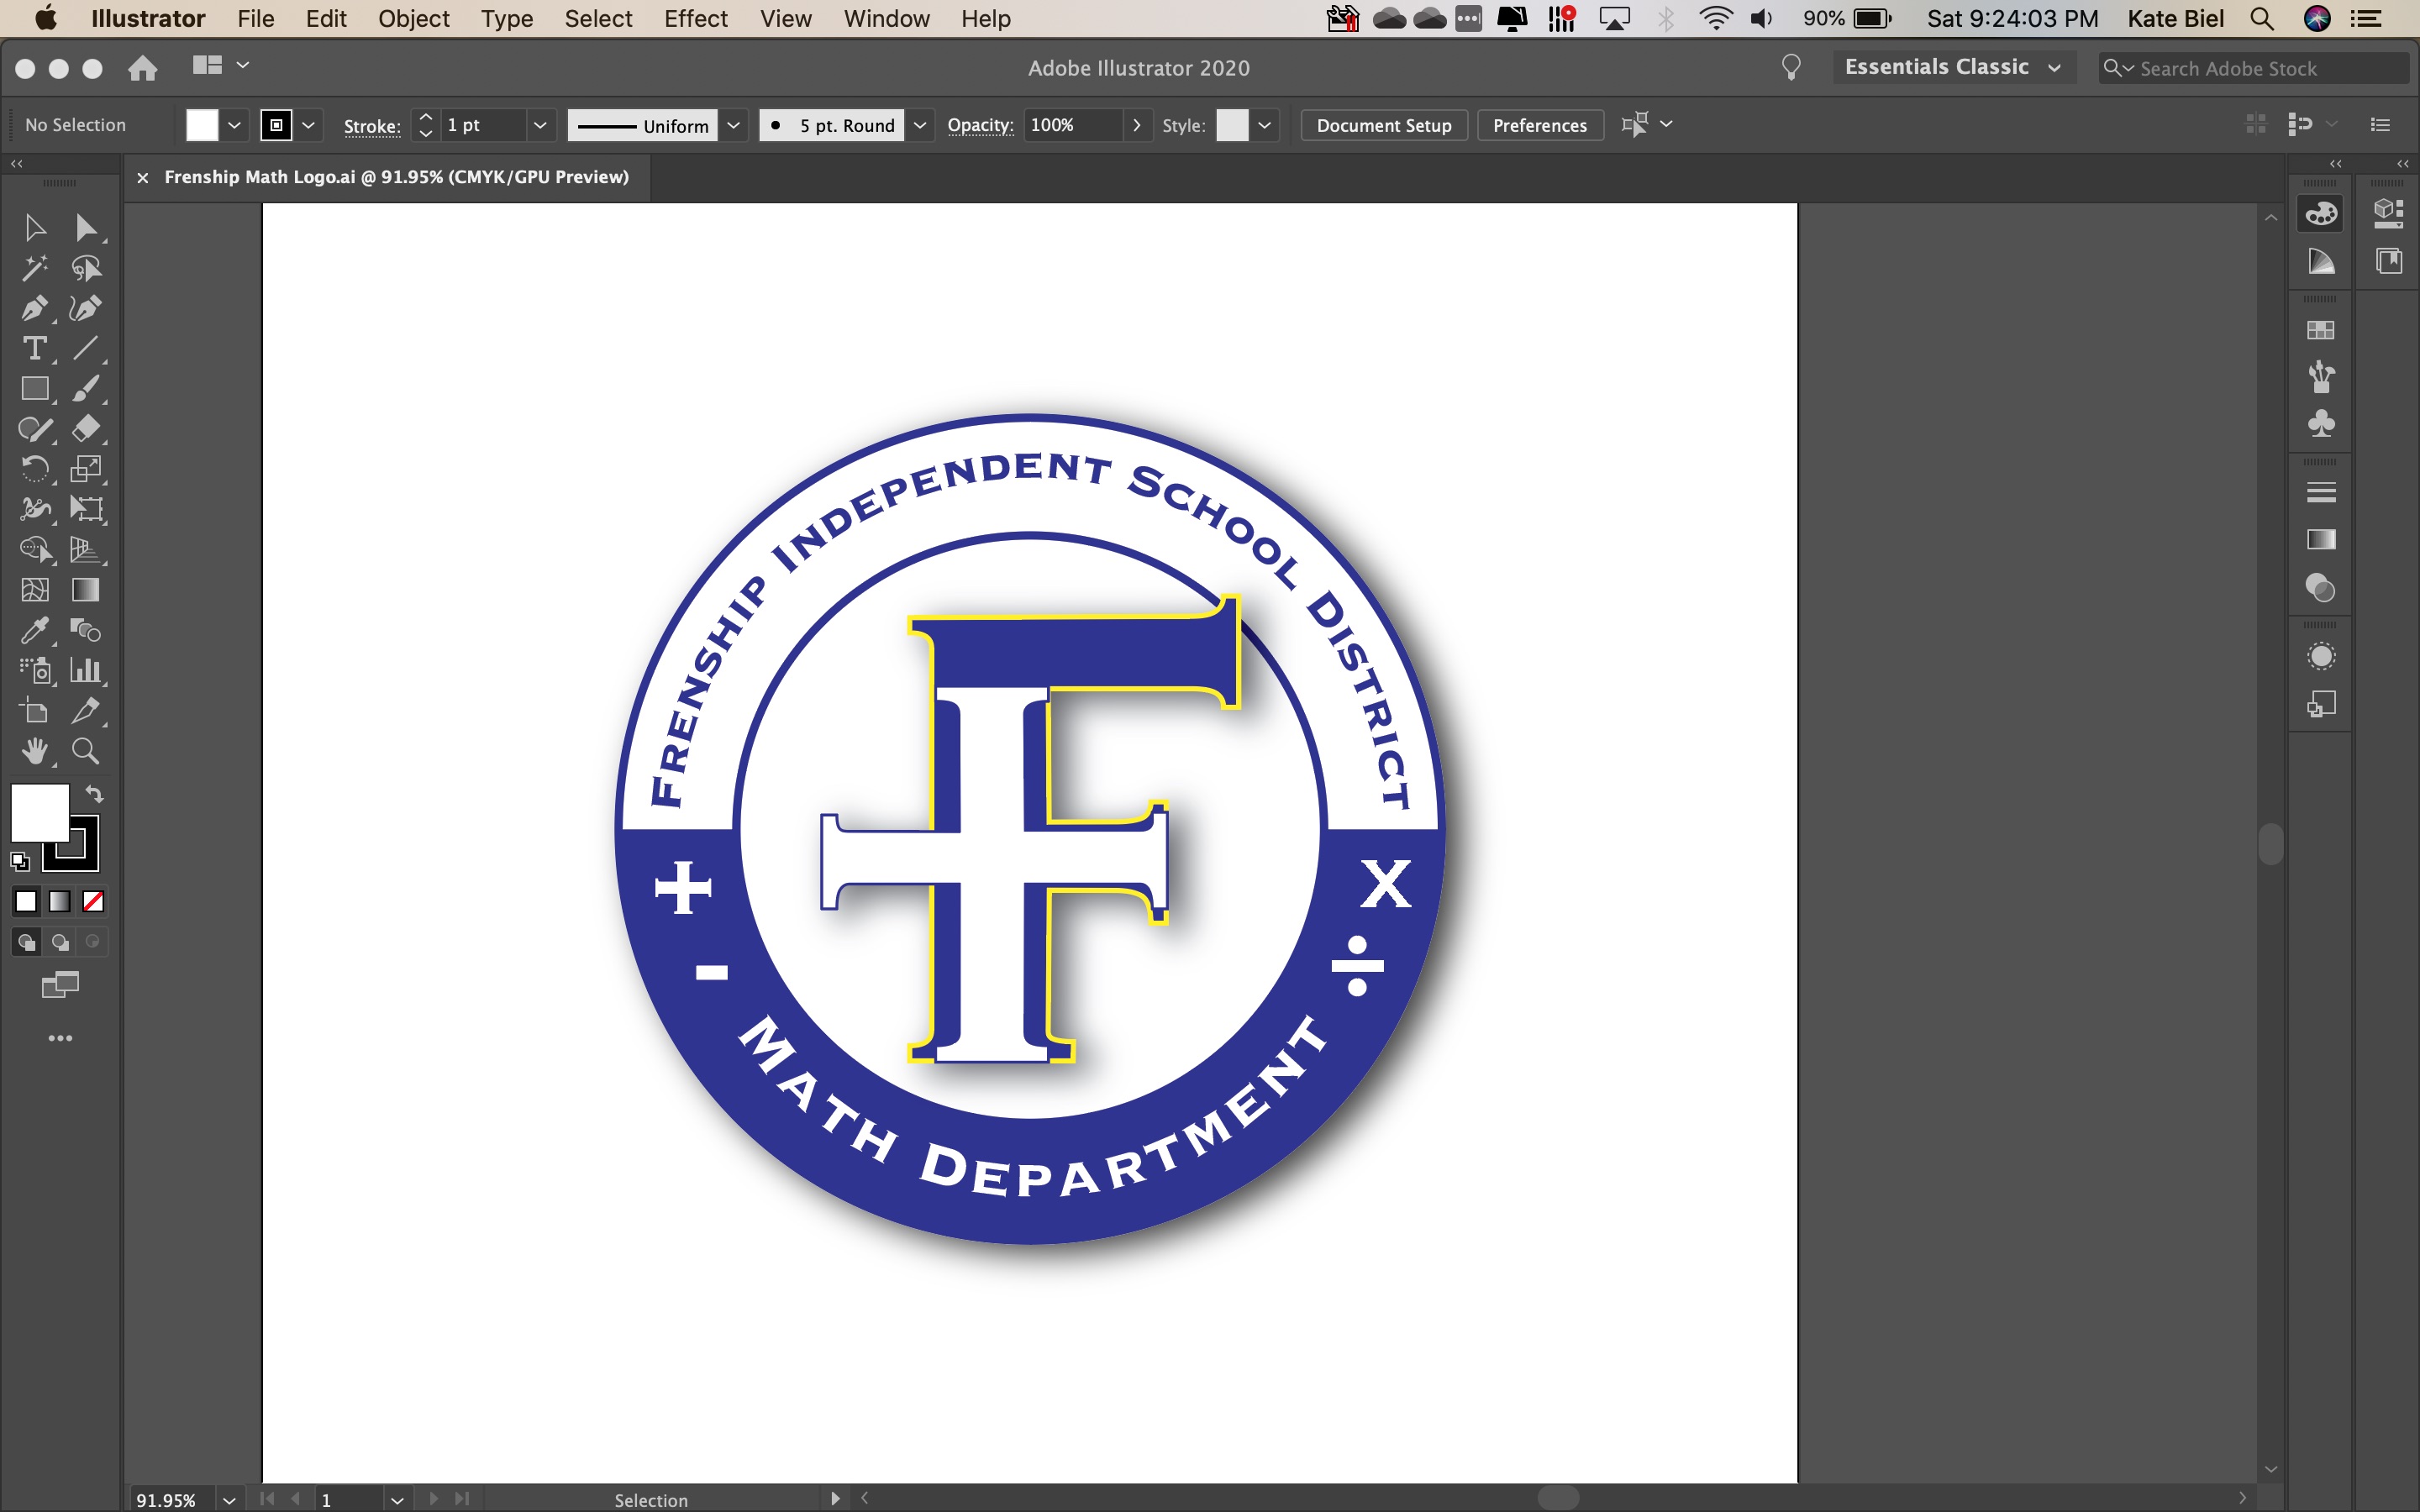 Illustrator File Edit Object Type Select Effect View Window Help 90% Sat 9:24:03 PM Kate Biel
Adobe Illustrator 2020 Essentials Classic Search Adobe Stock
No Selection Stroke: 1 pt Uniform 5 pt. Round Opacity: 100% Style: Document Setup Preferences
Frenship Math Logo.ai @ 91.95% (CMYK/GPU Preview)
Frenship Independent School District
F
+ x
- ÷
Math Department
91.95% 1 Selection